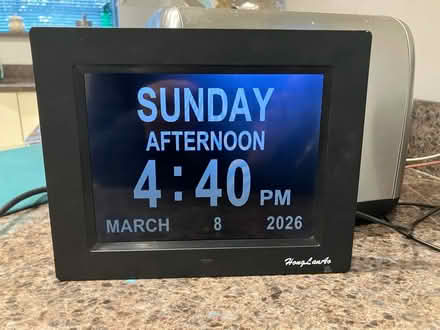 SUNDAY
AFTERNOON
4:40 PM
MARCH 8 2026
HongLanAo